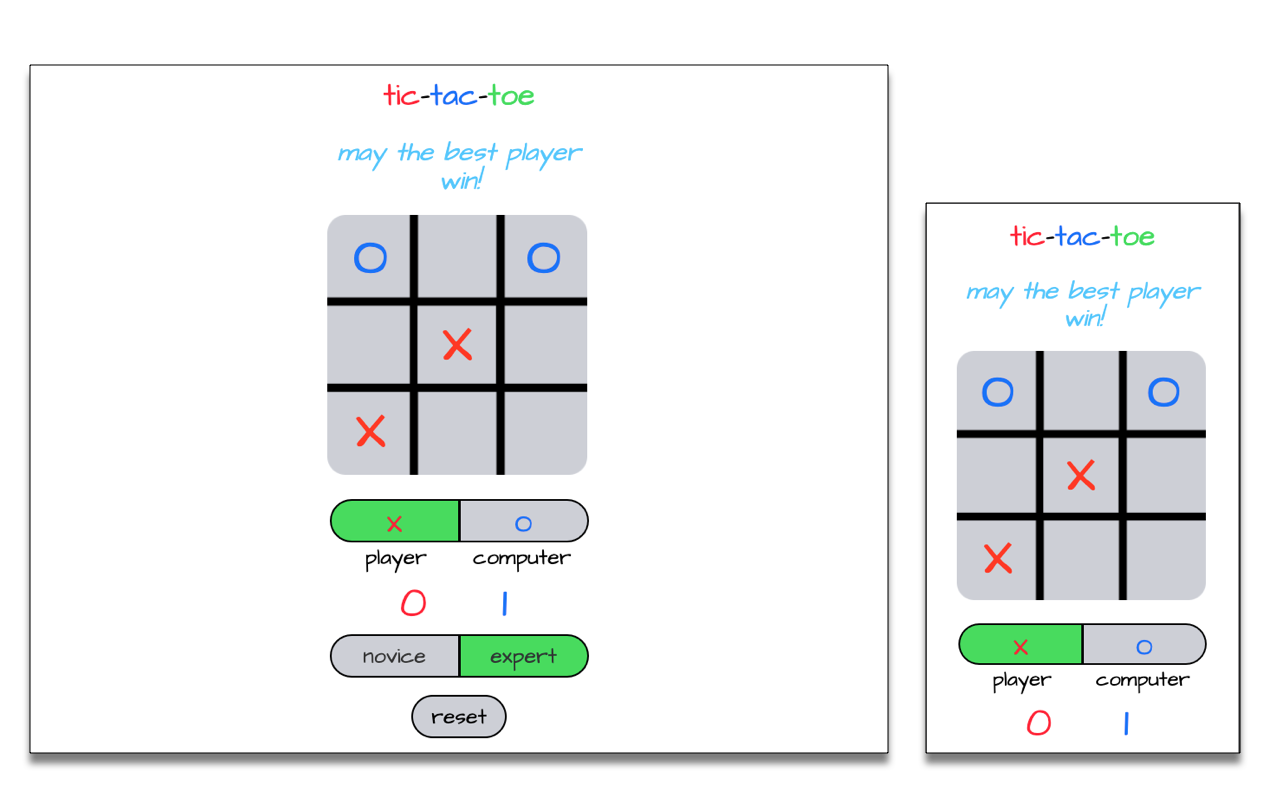 tic-tac-toe
may the best player
win!
O O
X
X
x o
player computer
0 1
novice expert
reset
tic-tac-toe
may the best player
win!
O O
X
X
x o
player computer
0 1